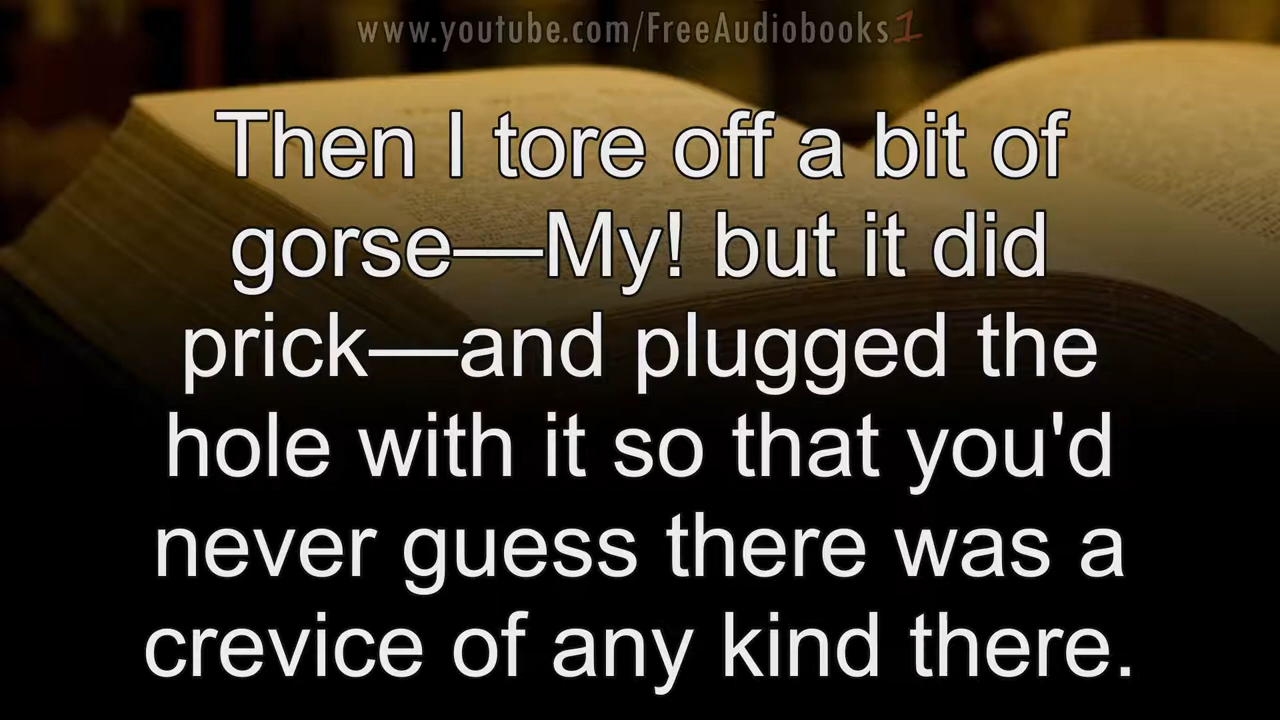 www.youtube.com/FreeAudiobooks1
Then I tore off a bit of
gorse—My! but it did
prick—and plugged the
hole with it so that you'd
never guess there was a
crevice of any kind there.